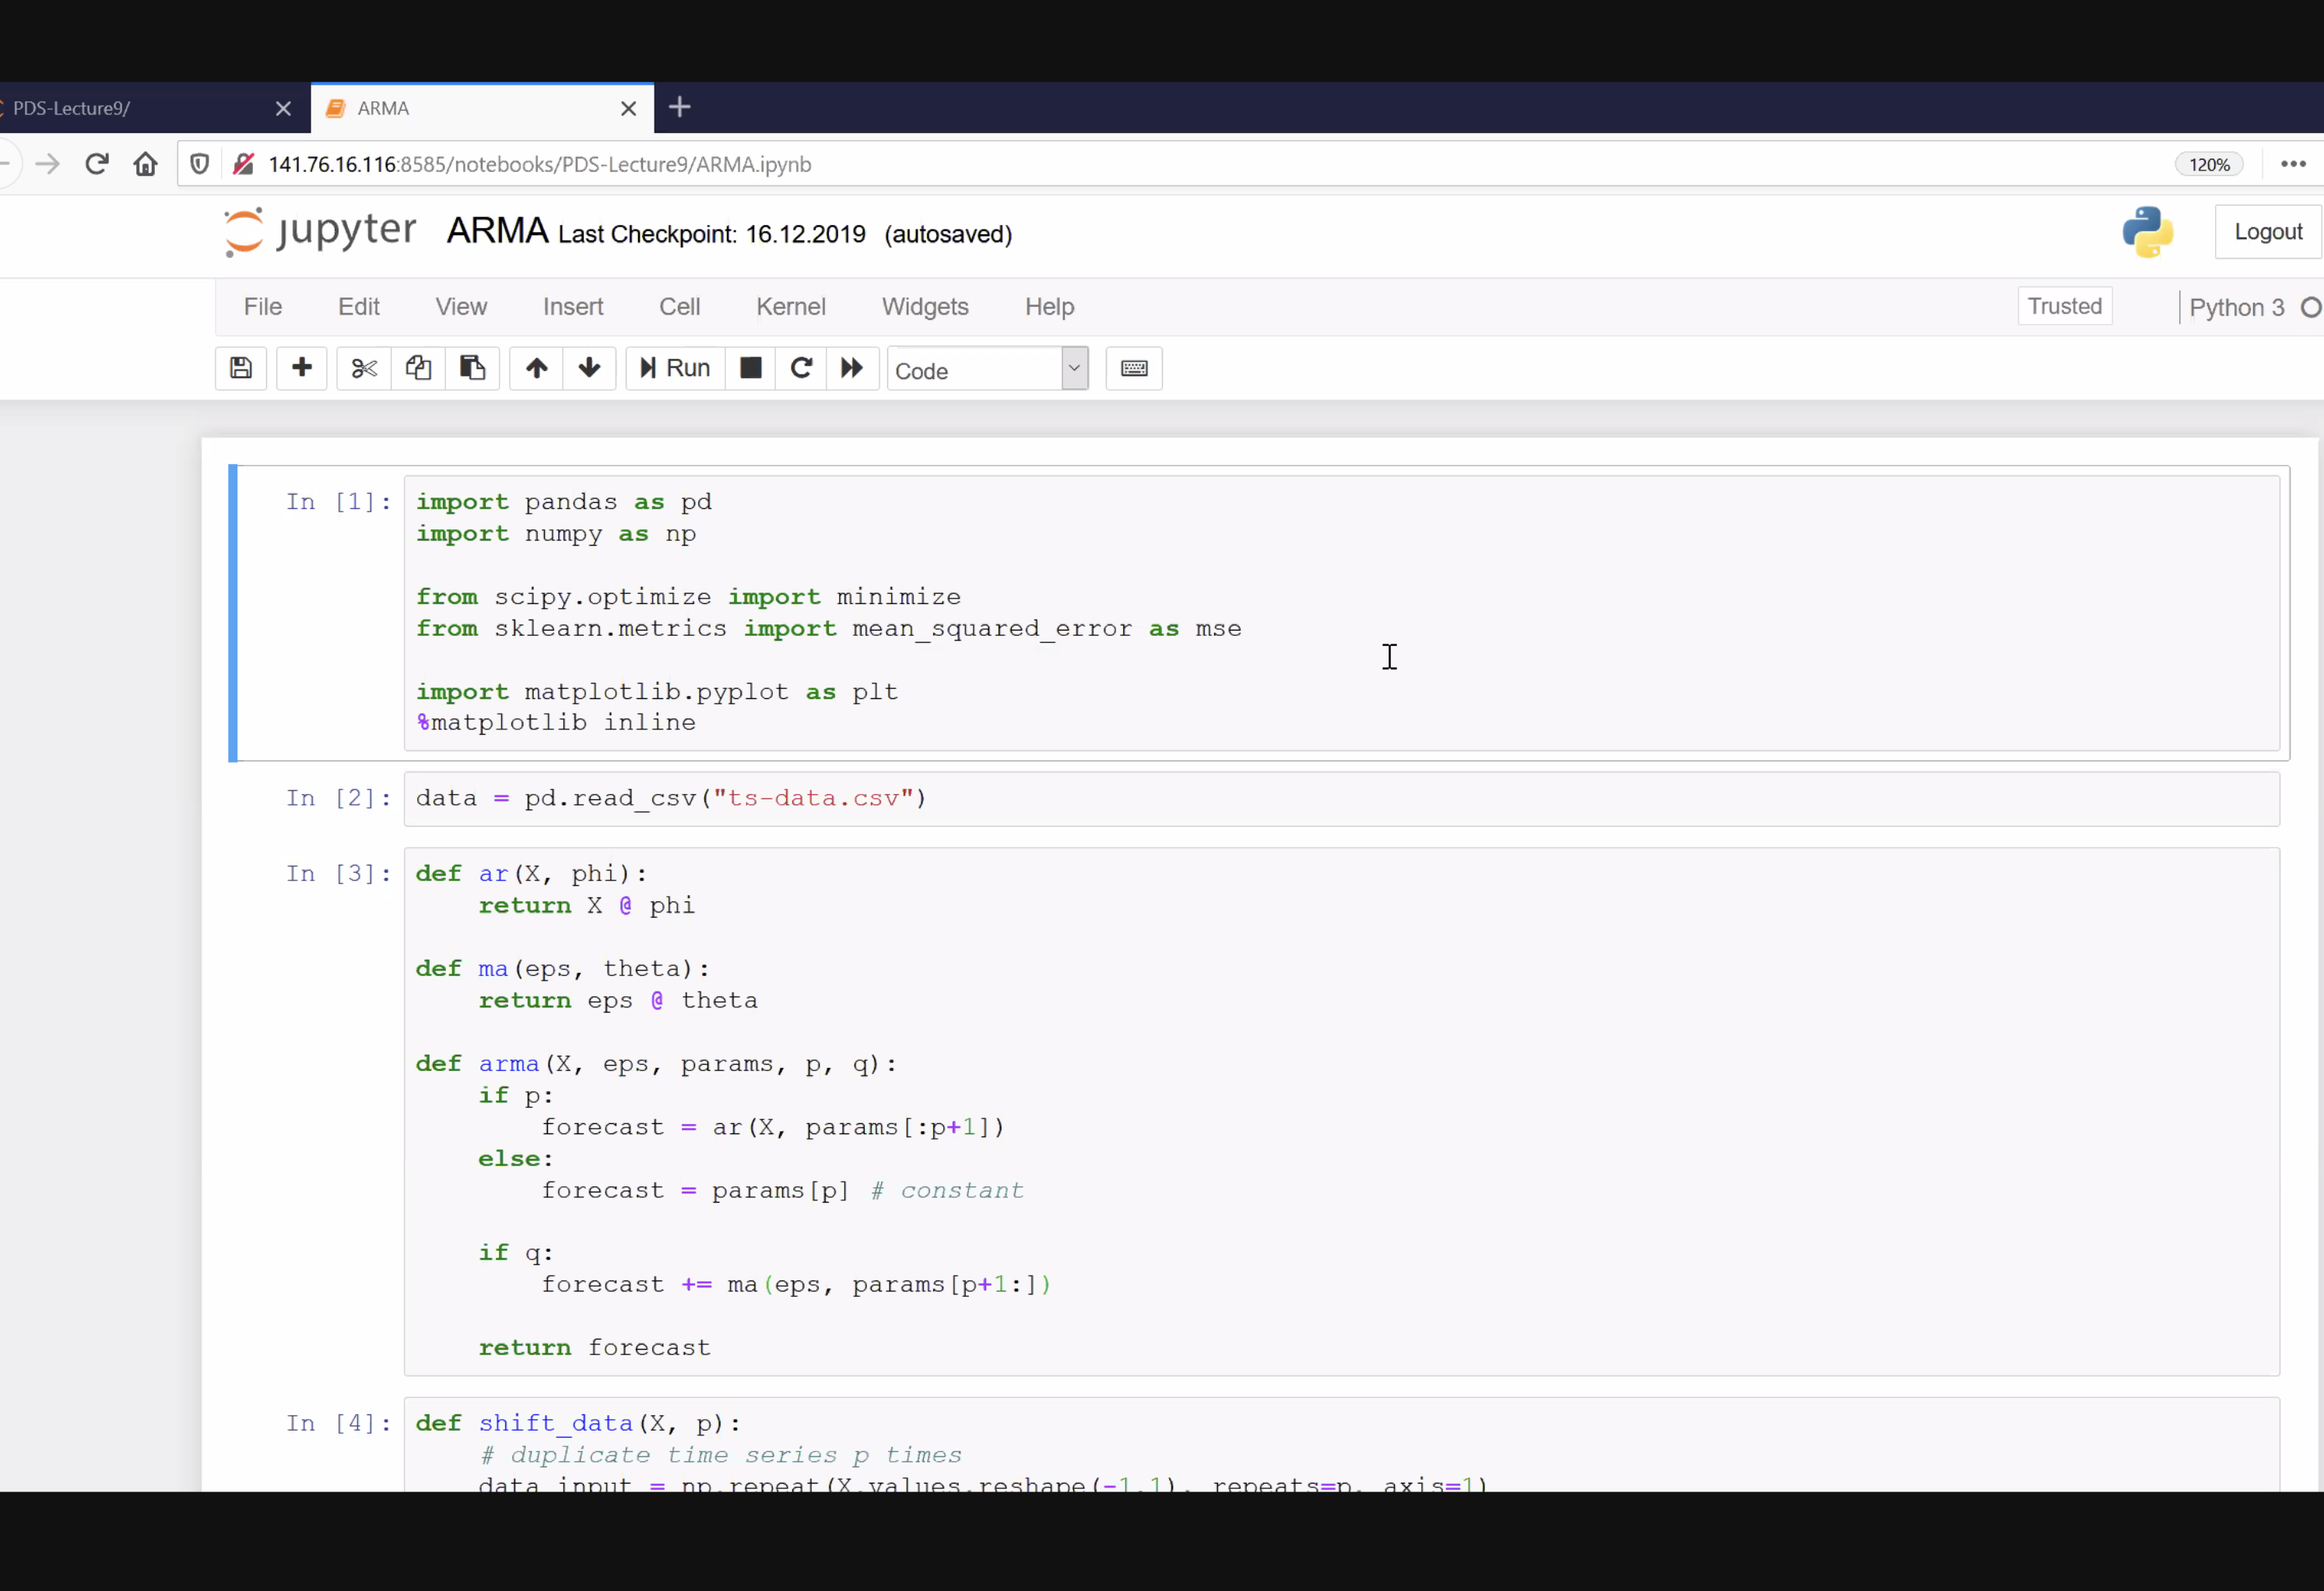 PDS-Lecture9/
ARMA
141.76.16.116:8585/notebooks/PDS-Lecture9/ARMA.ipynb
120%
jupyter ARMA Last Checkpoint: 16.12.2019 (autosaved)
Logout
File Edit View Insert Cell Kernel Widgets Help
Trusted
Python 3
Run
Code
In [1]: import pandas as pd
import numpy as np
from scipy.optimize import minimize
from sklearn.metrics import mean_squared_error as mse
import matplotlib.pyplot as plt
%matplotlib inline
In [2]: data = pd.read_csv("ts-data.csv")
In [3]: def ar(X, phi):
    return X @ phi
def ma(eps, theta):
    return eps @ theta
def arma(X, eps, params, p, q):
    if p:
        forecast = ar(X, params[:p+1])
    else:
        forecast = params[p] # constant
    if q:
        forecast += ma(eps, params[p+1:])
    return forecast
In [4]: def shift_data(X, p):
    # duplicate time series p times
    data_input = np.repeat(X.values.reshape(-1,1), repeats=p, axis=1)